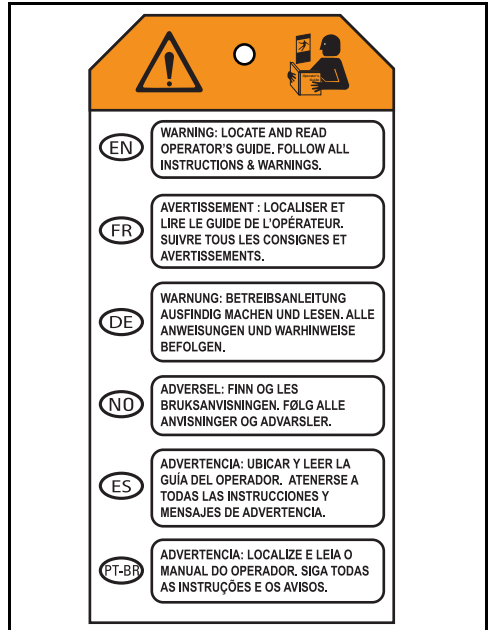 Operator's
Guide
EN
WARNING: LOCATE AND READ
OPERATOR'S GUIDE. FOLLOW ALL
INSTRUCTIONS & WARNINGS.
FR
AVERTISSEMENT : LOCALISER ET
LIRE LE GUIDE DE L'OPÉRATEUR.
SUIVRE TOUS LES CONSIGNES ET
AVERTISSEMENTS.
DE
WARNUNG: BETREIBSANLEITUNG
AUSFINDIG MACHEN UND LESEN. ALLE
ANWEISUNGEN UND WARHINWEISE
BEFOLGEN.
NO
ADVERSEL: FINN OG LES
BRUKSANVISNINGEN. FØLG ALLE
ANVISNINGER OG ADVARSLER.
ES
ADVERTENCIA: UBICAR Y LEER LA
GUÍA DEL OPERADOR. ATENERSE A
TODAS LAS INSTRUCCIONES Y
MENSAJES DE ADVERTENCIA.
PT-BR
ADVERTENCIA: LOCALIZE E LEIA O
MANUAL DO OPERADOR. SIGA TODAS
AS INSTRUÇÕES E OS AVISOS.